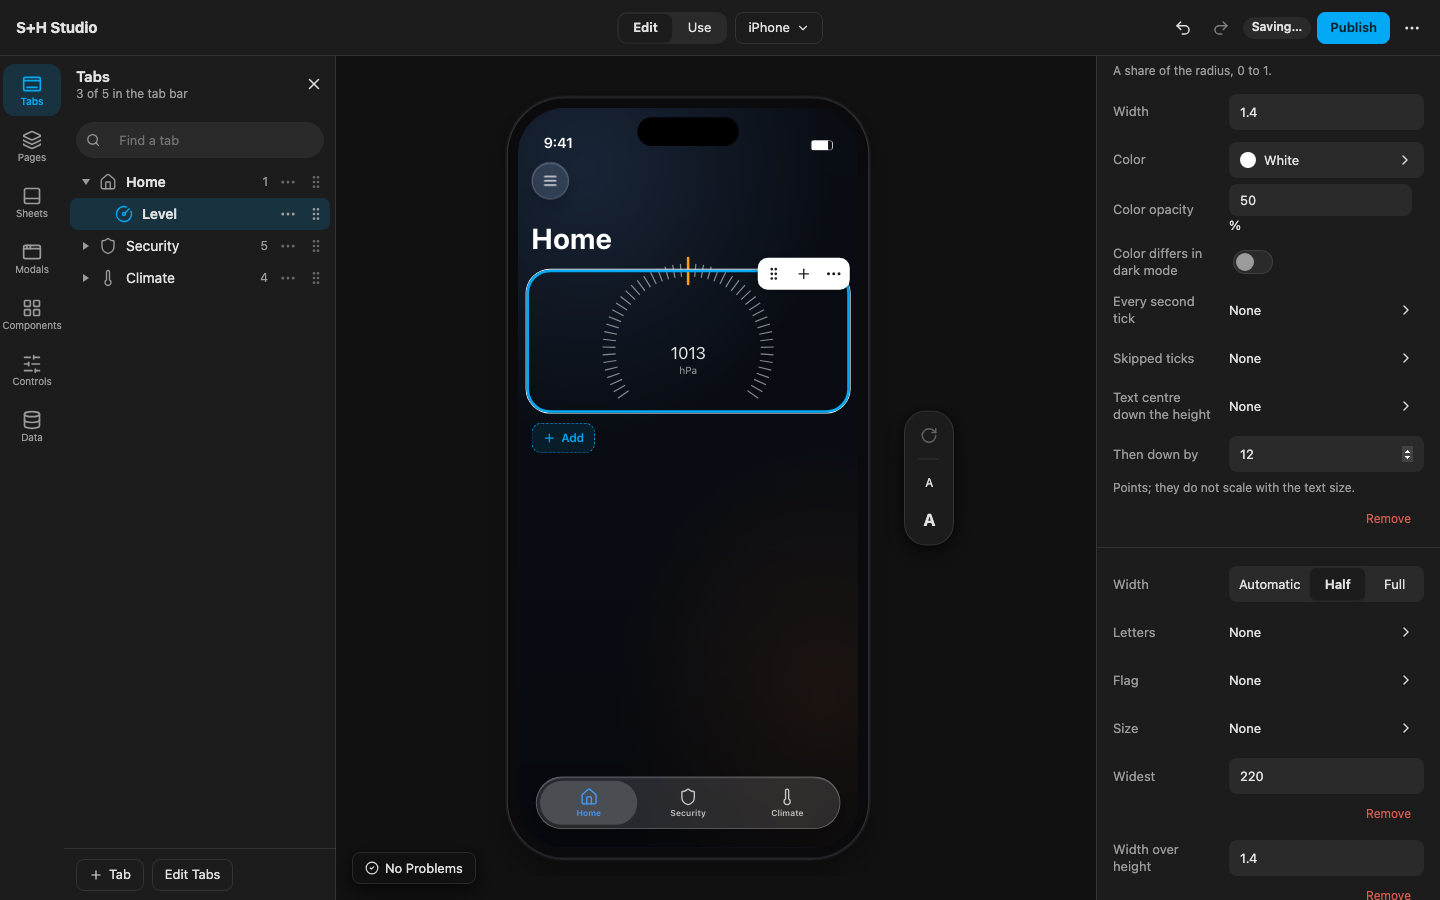 S+H Studio
Edit
Use
iPhone
Saving...
Publish
Tabs
3 of 5 in the tab bar
Find a tab
Home
1
Level
Security
5
Climate
4
Tabs
Pages
Sheets
Modals
Components
Controls
Data
+ Tab
Edit Tabs
9:41
Home
1013
hPa
+ Add
Home
Security
Climate
A
A
No Problems
A share of the radius, 0 to 1.
Width
1.4
Color
White
Color opacity
50
%
Color differs in
dark mode
Every second
tick
None
Skipped ticks
None
Text centre
down the height
None
Then down by
12
Points; they do not scale with the text size.
Remove
Width
Automatic
Half
Full
Letters
None
Flag
None
Size
None
Widest
220
Remove
Width over
height
1.4
Remove